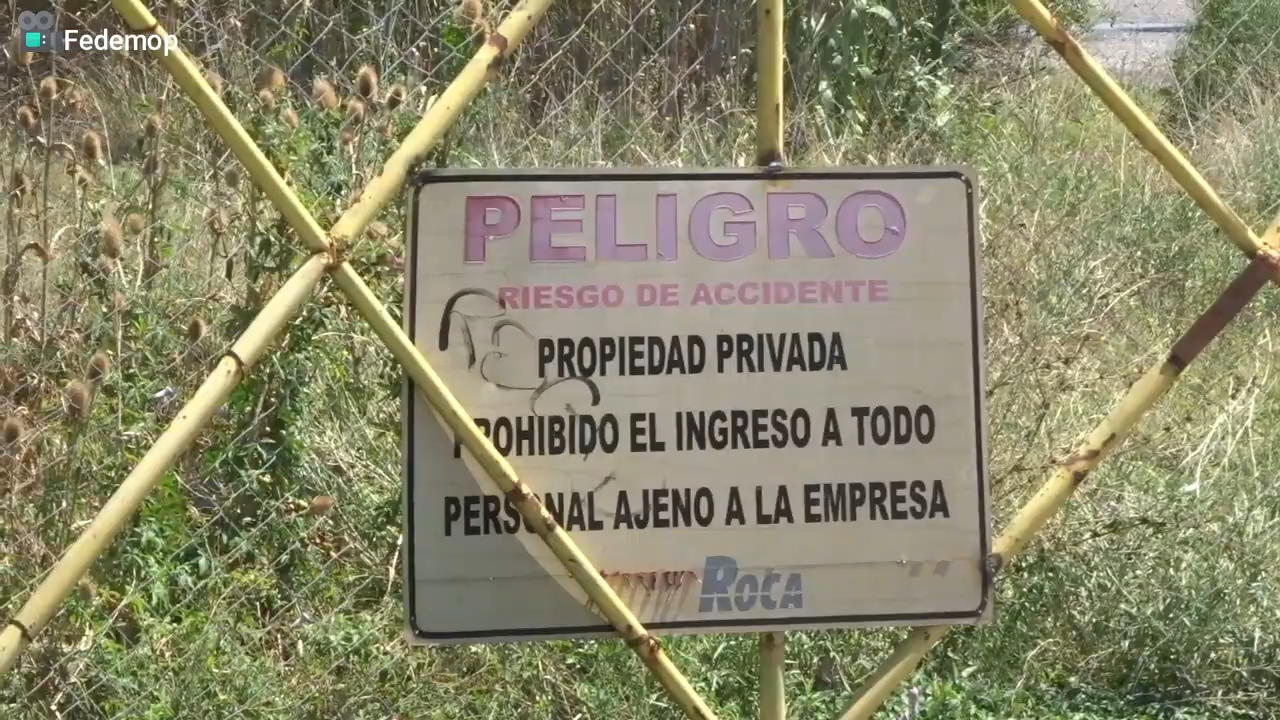 Fedemop
PELIGRO
RIESGO DE ACCIDENTE
PROPIEDAD PRIVADA
PROHIBIDO EL INGRESO A TODO
PERSONAL AJENO A LA EMPRESA
ROCA